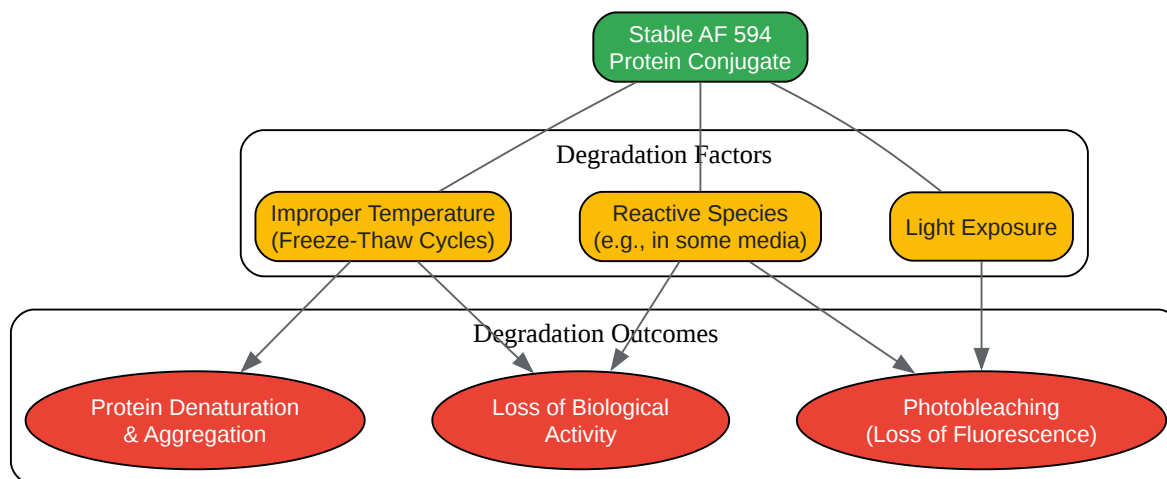 Stable AF 594
Protein Conjugate
Degradation Factors
Improper Temperature
(Freeze-Thaw Cycles)
Reactive Species
(e.g., in some media)
Light Exposure
Degradation Outcomes
Protein Denaturation
& Aggregation
Loss of Biological
Activity
Photobleaching
(Loss of Fluorescence)